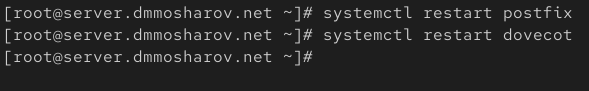 [root@server.dmmosharov.net ~]# systemctl restart postfix
[root@server.dmmosharov.net ~]# systemctl restart dovecot
[root@server.dmmosharov.net ~]#